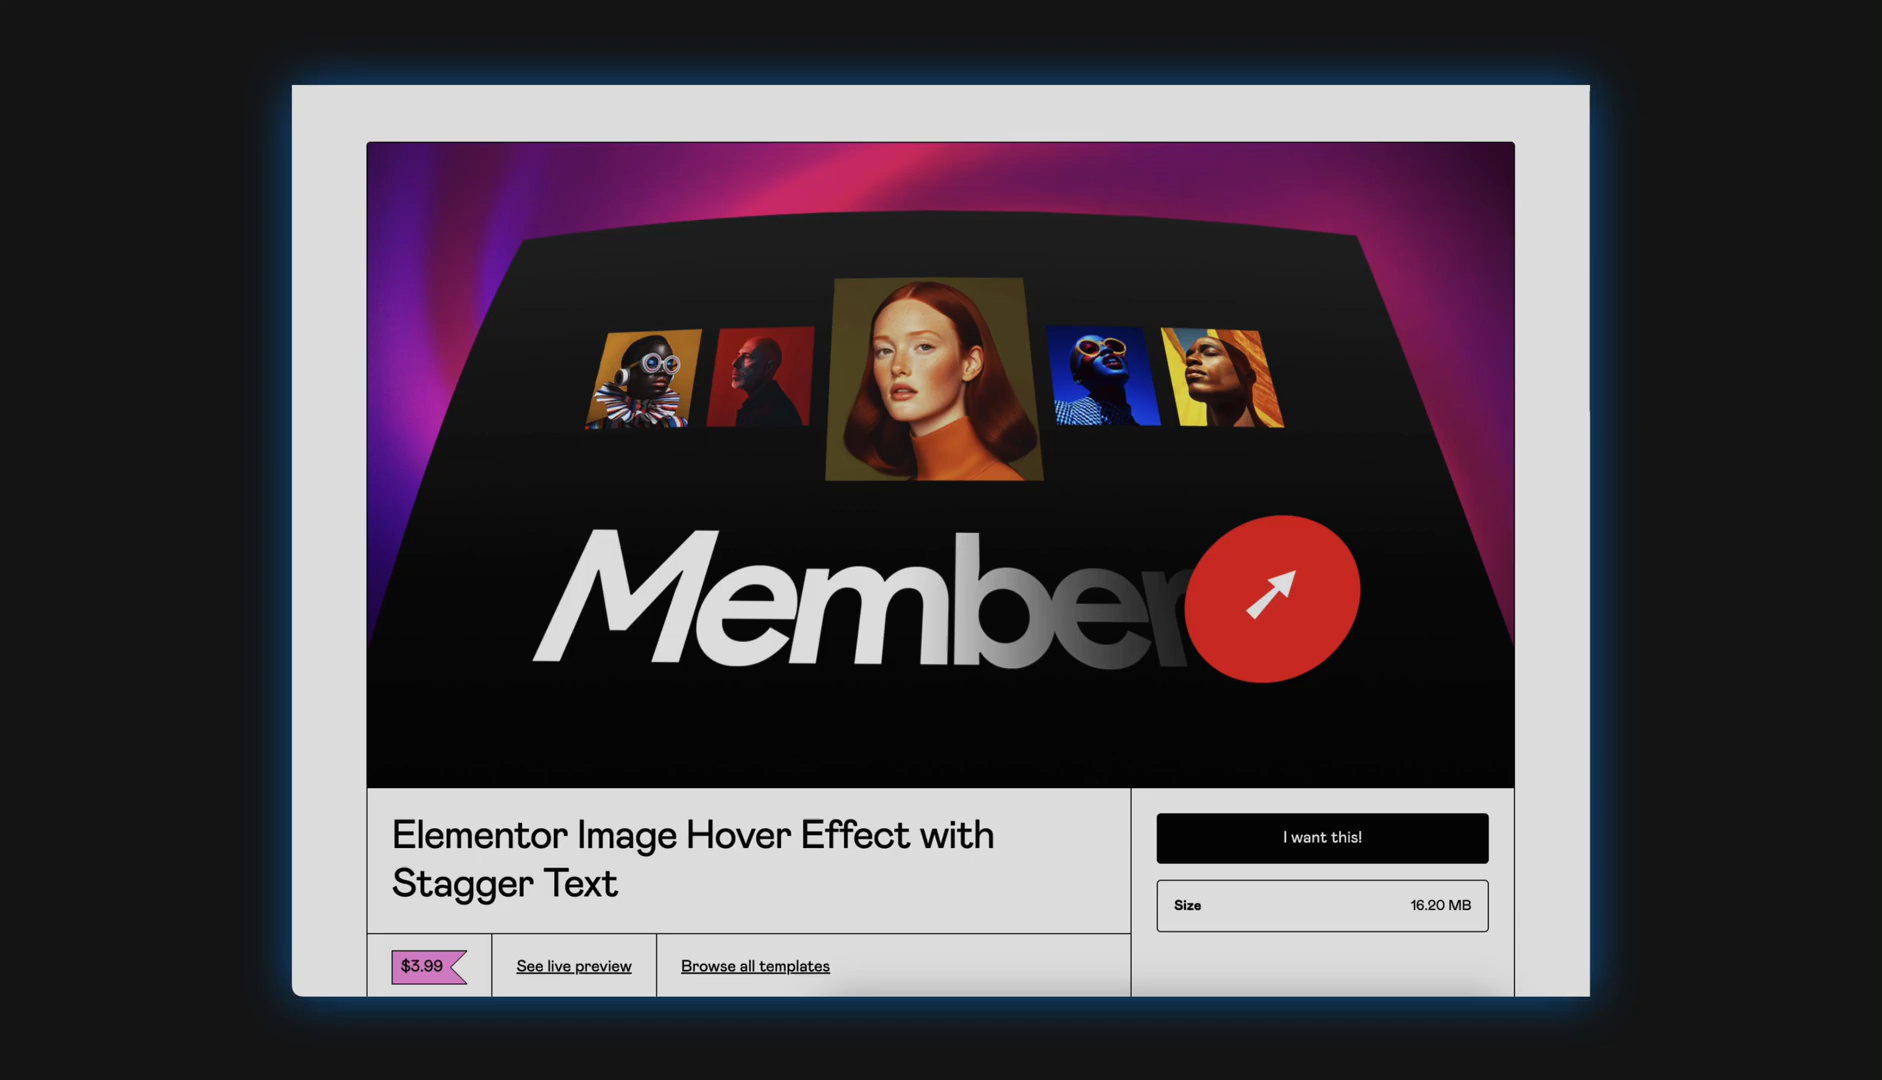 Member
Elementor Image Hover Effect with
Stagger Text
I want this!
Size 16.20 MB
$3.99 See live preview Browse all templates